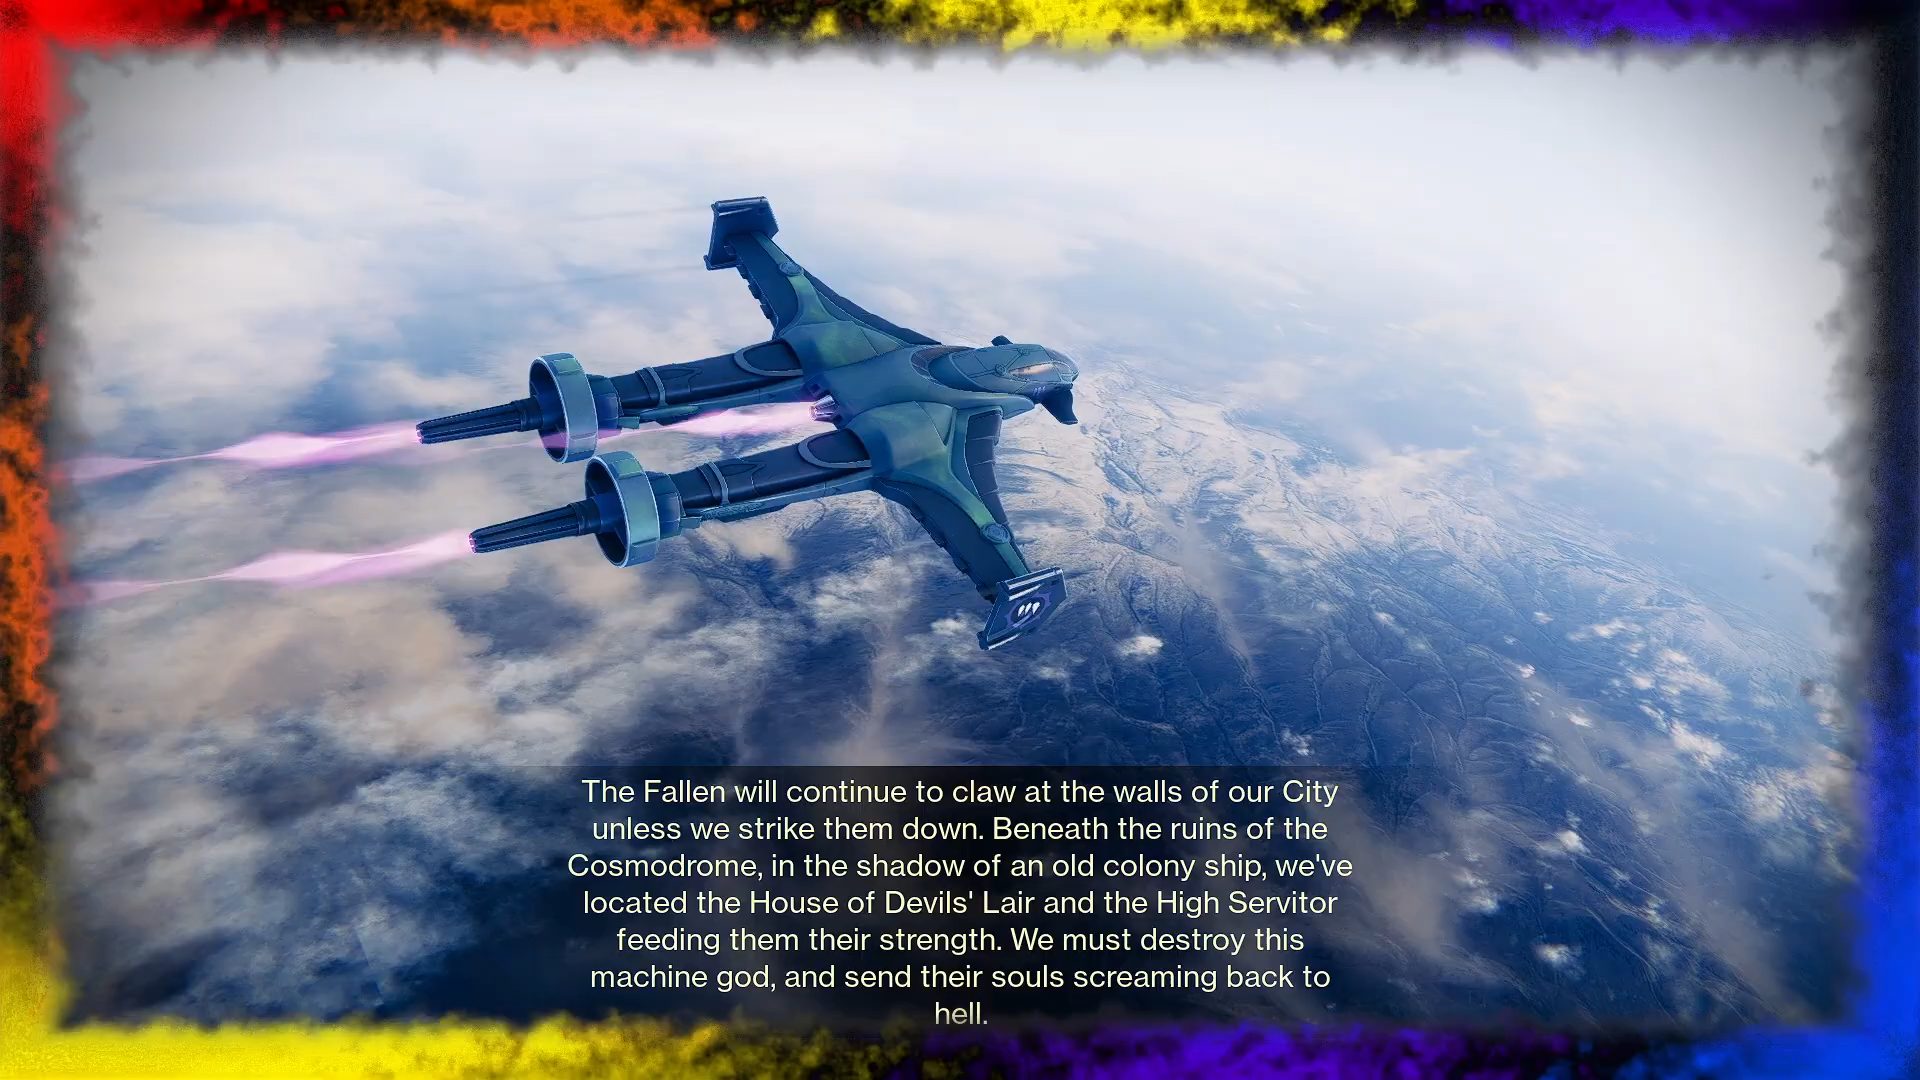 The Fallen will continue to claw at the walls of our City
unless we strike them down. Beneath the ruins of the
Cosmodrome, in the shadow of an old colony ship, we've
located the House of Devils' Lair and the High Servitor
feeding them their strength. We must destroy this
machine god, and send their souls screaming back to
hell.